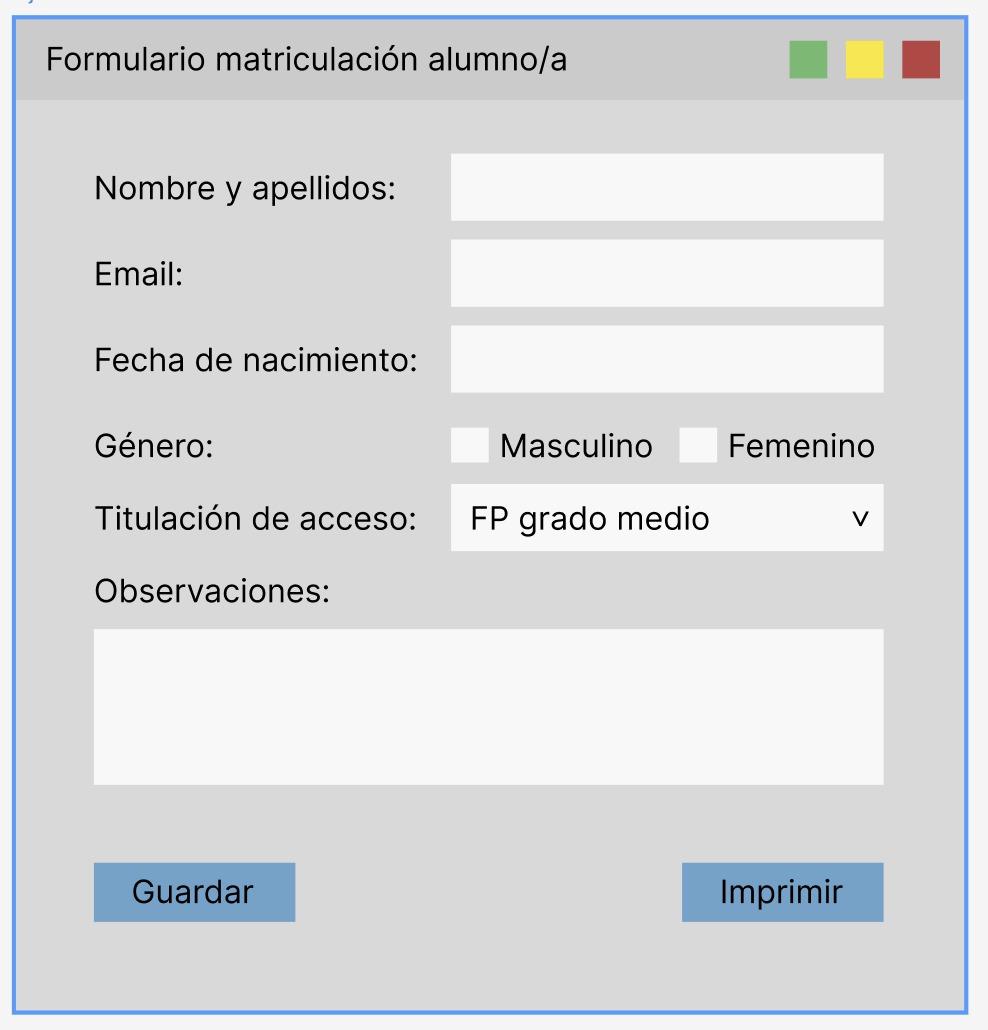 Formulario matriculación alumno/a
Nombre y apellidos:
Email:
Fecha de nacimiento:
Género: Masculino Femenino
Titulación de acceso: FP grado medio v
Observaciones:
Guardar Imprimir